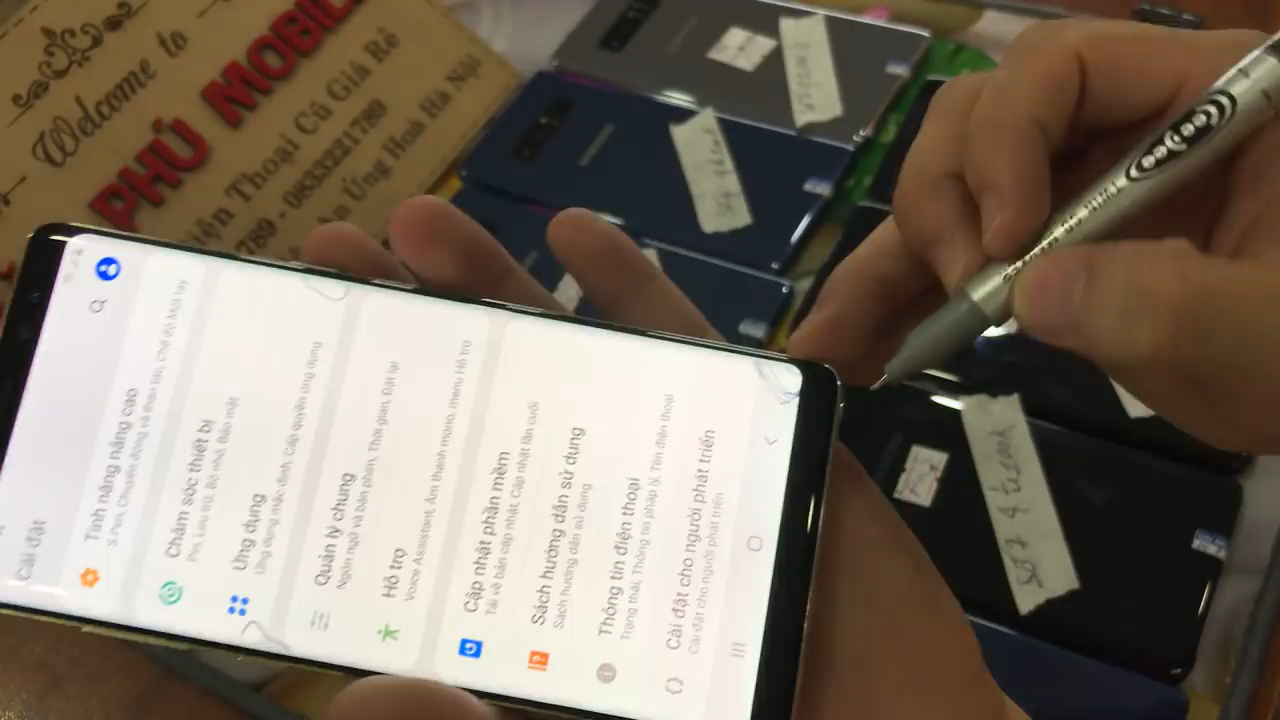 Welcome to
PHÚ MOBILE
Điện Thoại Cũ Giá Rẻ
789 - 0833221789
Ứng Hoà Hà Nội
Cài đặt
Tính năng nâng cao
S Pen, Chuyển động và thao tác, Chế độ Một tay
Chăm sóc thiết bị
Pin, Lưu trữ, Bộ nhớ, Bảo mật
Ứng dụng
Ứng dụng mặc định, Cấp quyền ứng dụng
Quản lý chung
Ngôn ngữ và bàn phím, Thời gian, Đặt lại
Hỗ trợ
Voice Assistant, Âm thanh mono, menu Hỗ trợ
Cập nhật phần mềm
Tải về bản cập nhật, Cập nhật lần cuối
Sách hướng dẫn sử dụng
Sách hướng dẫn sử dụng
Thông tin điện thoại
Trạng thái, Thông tin pháp lý, Tên điện thoại
Cài đặt cho người phát triển
Cài đặt cho người phát triển